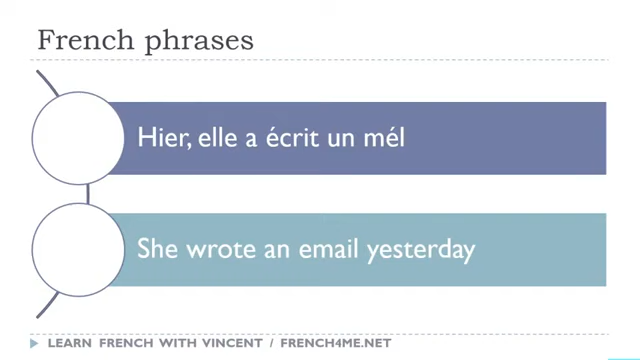 French phrases
Hier, elle a écrit un mél
She wrote an email yesterday
LEARN FRENCH WITH VINCENT / FRENCH4ME.NET